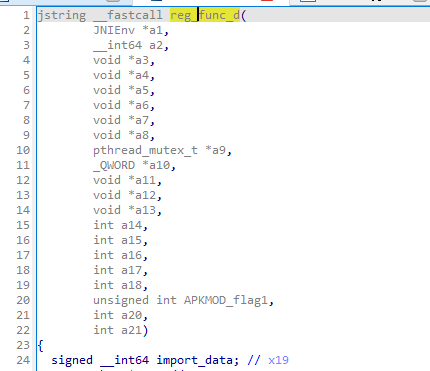 1 jstring __fastcall reg_func_d(
2 JNIEnv *a1,
3 __int64 a2,
4 void *a3,
5 void *a4,
6 void *a5,
7 void *a6,
8 void *a7,
9 void *a8,
10 pthread_mutex_t *a9,
11 _QWORD *a10,
12 void *a11,
13 void *a12,
14 void *a13,
15 int a14,
16 int a15,
17 int a16,
18 int a17,
19 int a18,
20 unsigned int APKMOD_flag1,
21 int a20,
22 int a21)
23 {
24 signed __int64 import_data; // x19